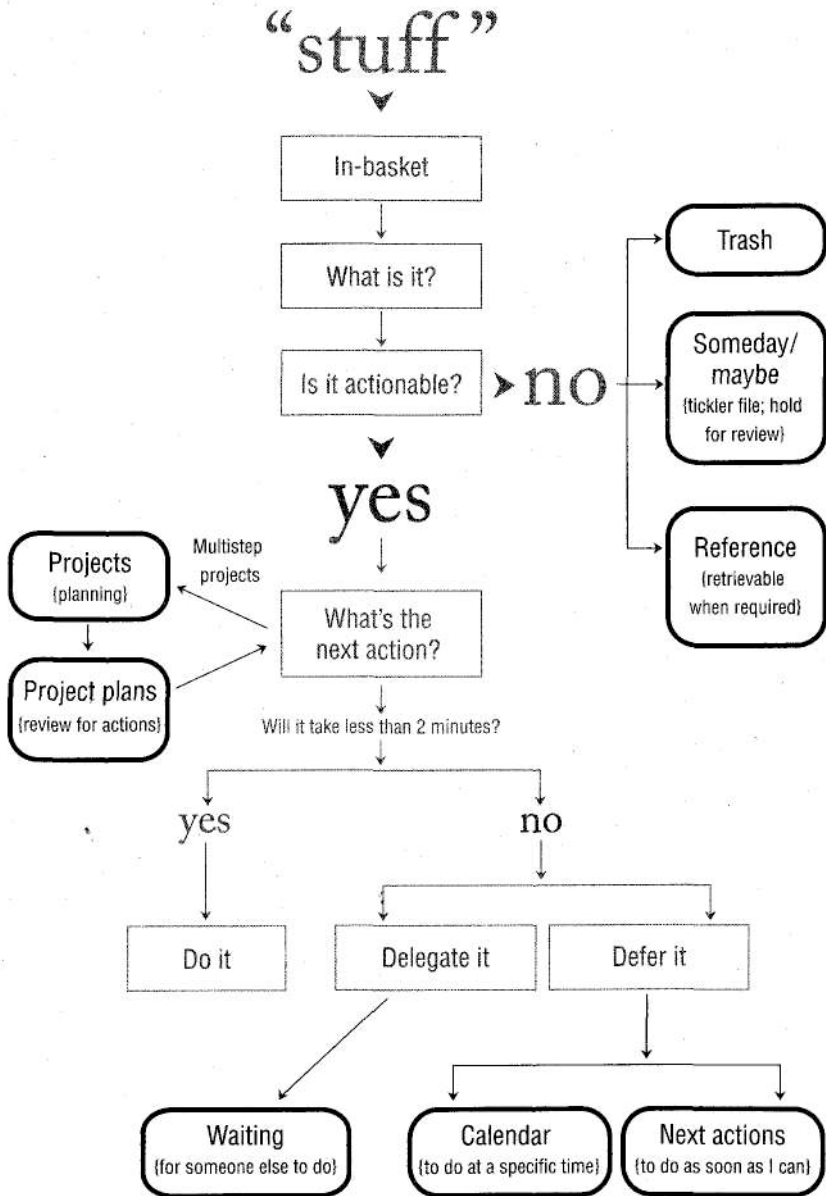 “stuff”
In-basket
What is it?
Is it actionable?
no
Trash
Someday/
maybe
{tickler file; hold
for review}
Reference
{retrievable
when required}
yes
Multistep
projects
Projects
{planning}
Project plans
{review for actions}
What's the
next action?
Will it take less than 2 minutes?
yes
no
Do it
Delegate it
Defer it
Waiting
{for someone else to do}
Calendar
{to do at a specific time}
Next actions
{to do as soon as I can}